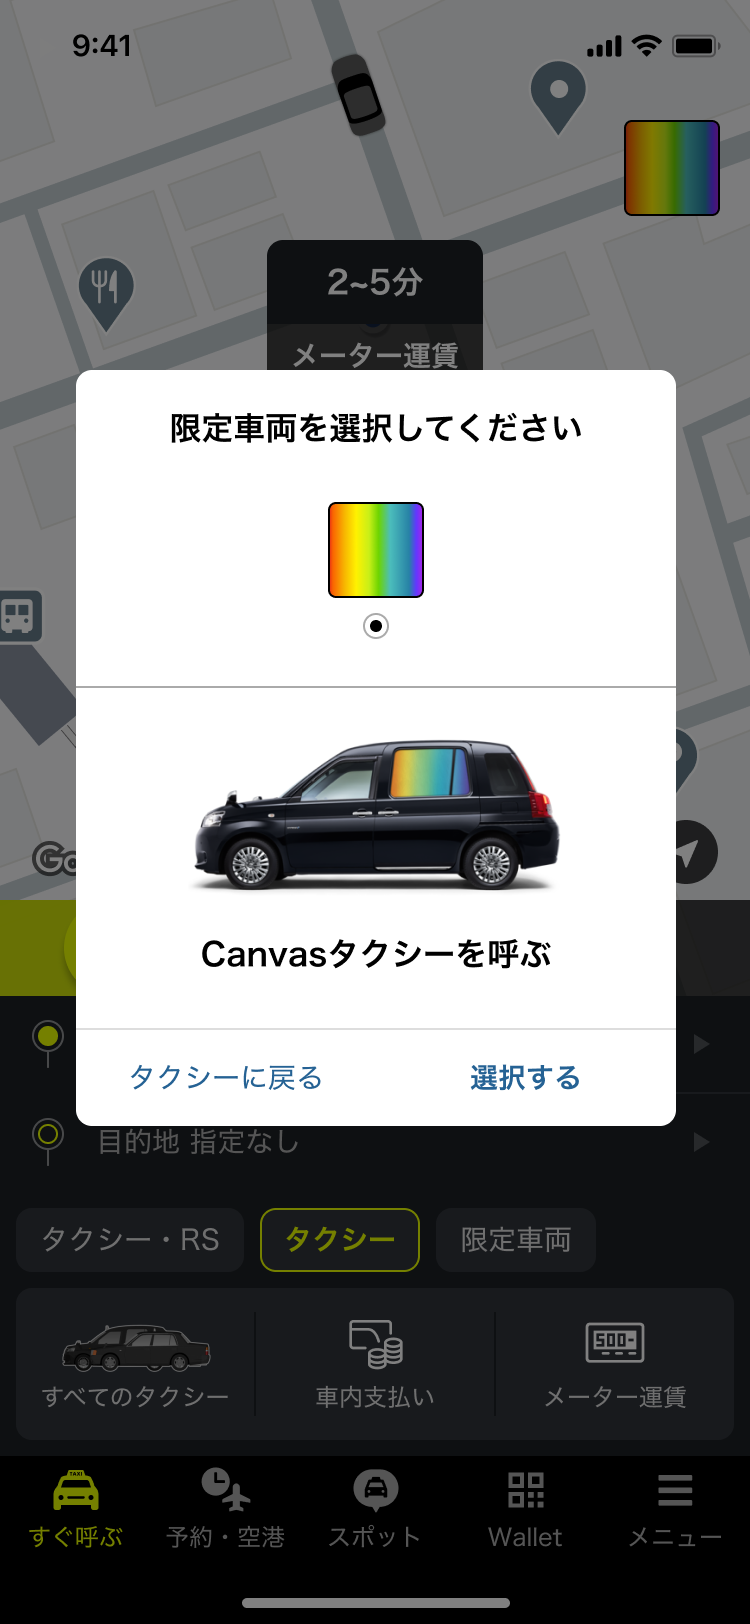 9:41
2~5分
メーター運賃
限定車両を選択してください
Canvasタクシーを呼ぶ
タクシーに戻る
選択する
目的地 指定なし
タクシー・RS
タクシー
限定車両
500-
すべてのタクシー
車内支払い
メーター運賃
TAXI
すぐ呼ぶ
予約・空港
スポット
Wallet
メニュー